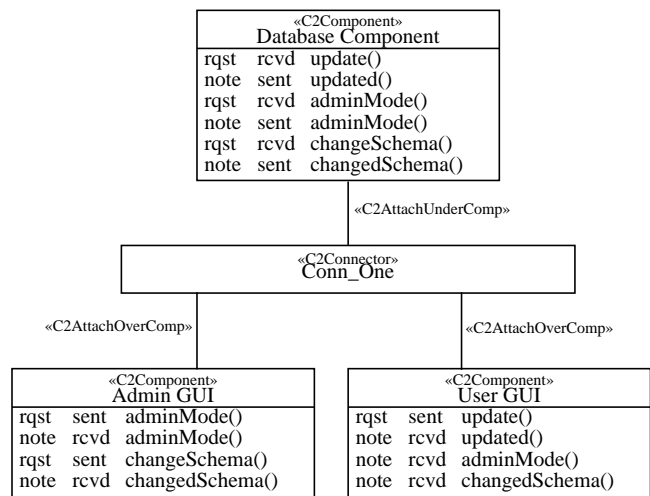 «C2Component»
Database Component
rqst rcvd update()
note sent updated()
rqst rcvd adminMode()
note sent adminMode()
rqst rcvd changeSchema()
note sent changedSchema()
«C2AttachUnderComp»
«C2Connector»
Conn_One
«C2AttachOverComp»
«C2AttachOverComp»
«C2Component»
Admin GUI
rqst sent adminMode()
note rcvd adminMode()
rqst sent changeSchema()
note rcvd changedSchema()
«C2Component»
User GUI
rqst sent update()
note rcvd updated()
note rcvd adminMode()
note rcvd changedSchema()